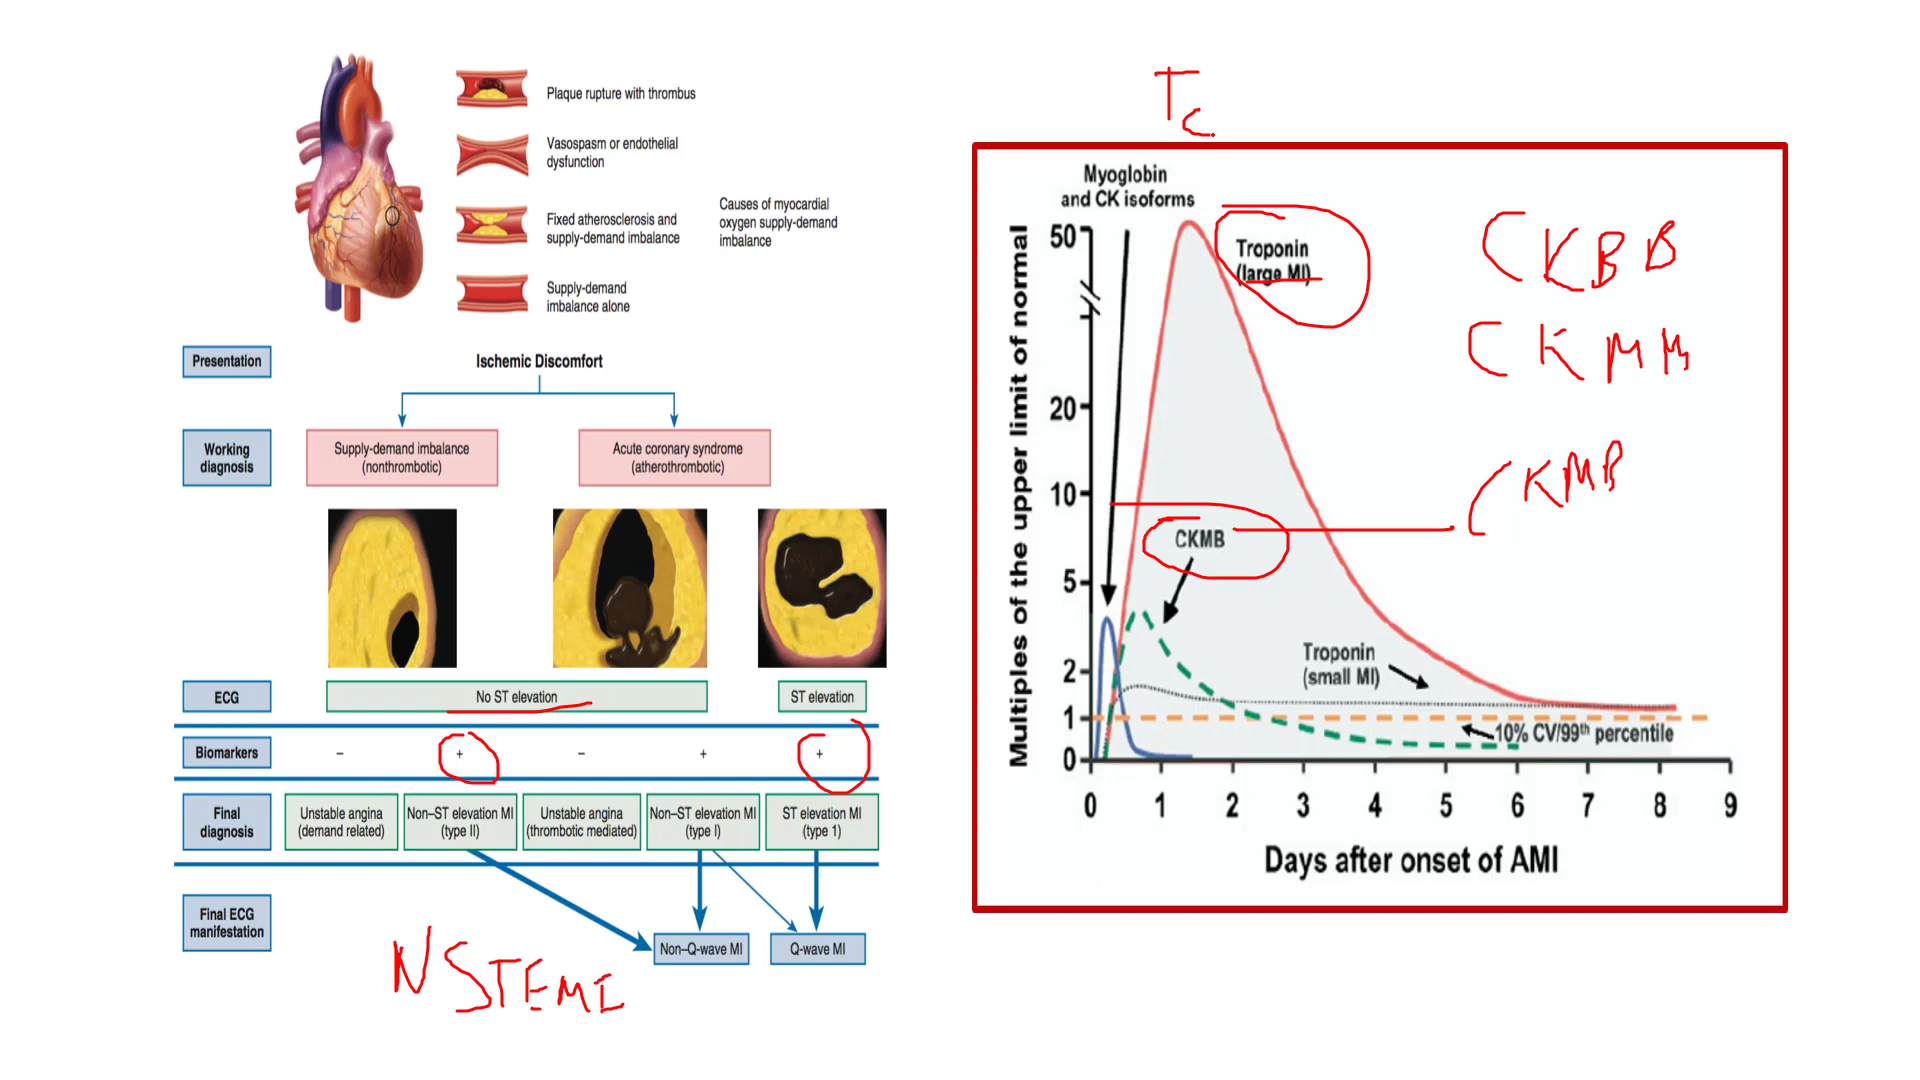 Plaque rupture with thrombus
Vasospasm or endothelial
dysfunction
Fixed atherosclerosis and
supply-demand imbalance
Supply-demand
imbalance alone
Causes of myocardial
oxygen supply-demand
imbalance
Presentation
Ischemic Discomfort
Working
diagnosis
Supply-demand imbalance
(nonthrombotic)
Acute coronary syndrome
(atherothrombotic)
ECG
No ST elevation
ST elevation
Biomarkers
− + − + +
Final
diagnosis
Unstable angina
(demand related)
Non–ST elevation MI
(type II)
Unstable angina
(thrombotic mediated)
Non–ST elevation MI
(type I)
ST elevation MI
(type 1)
Final ECG
manifestation
Non–Q-wave MI
Q-wave MI
NSTEMI
Tc
Myoglobin
and CK isoforms
Troponin
(large MI)
CKBB
CKMM
CKMB
CKMB
Troponin
(small MI)
10% CV/99th percentile
Multiples of the upper limit of normal
50
20
10
5
2
1
0
0 1 2 3 4 5 6 7 8 9
Days after onset of AMI